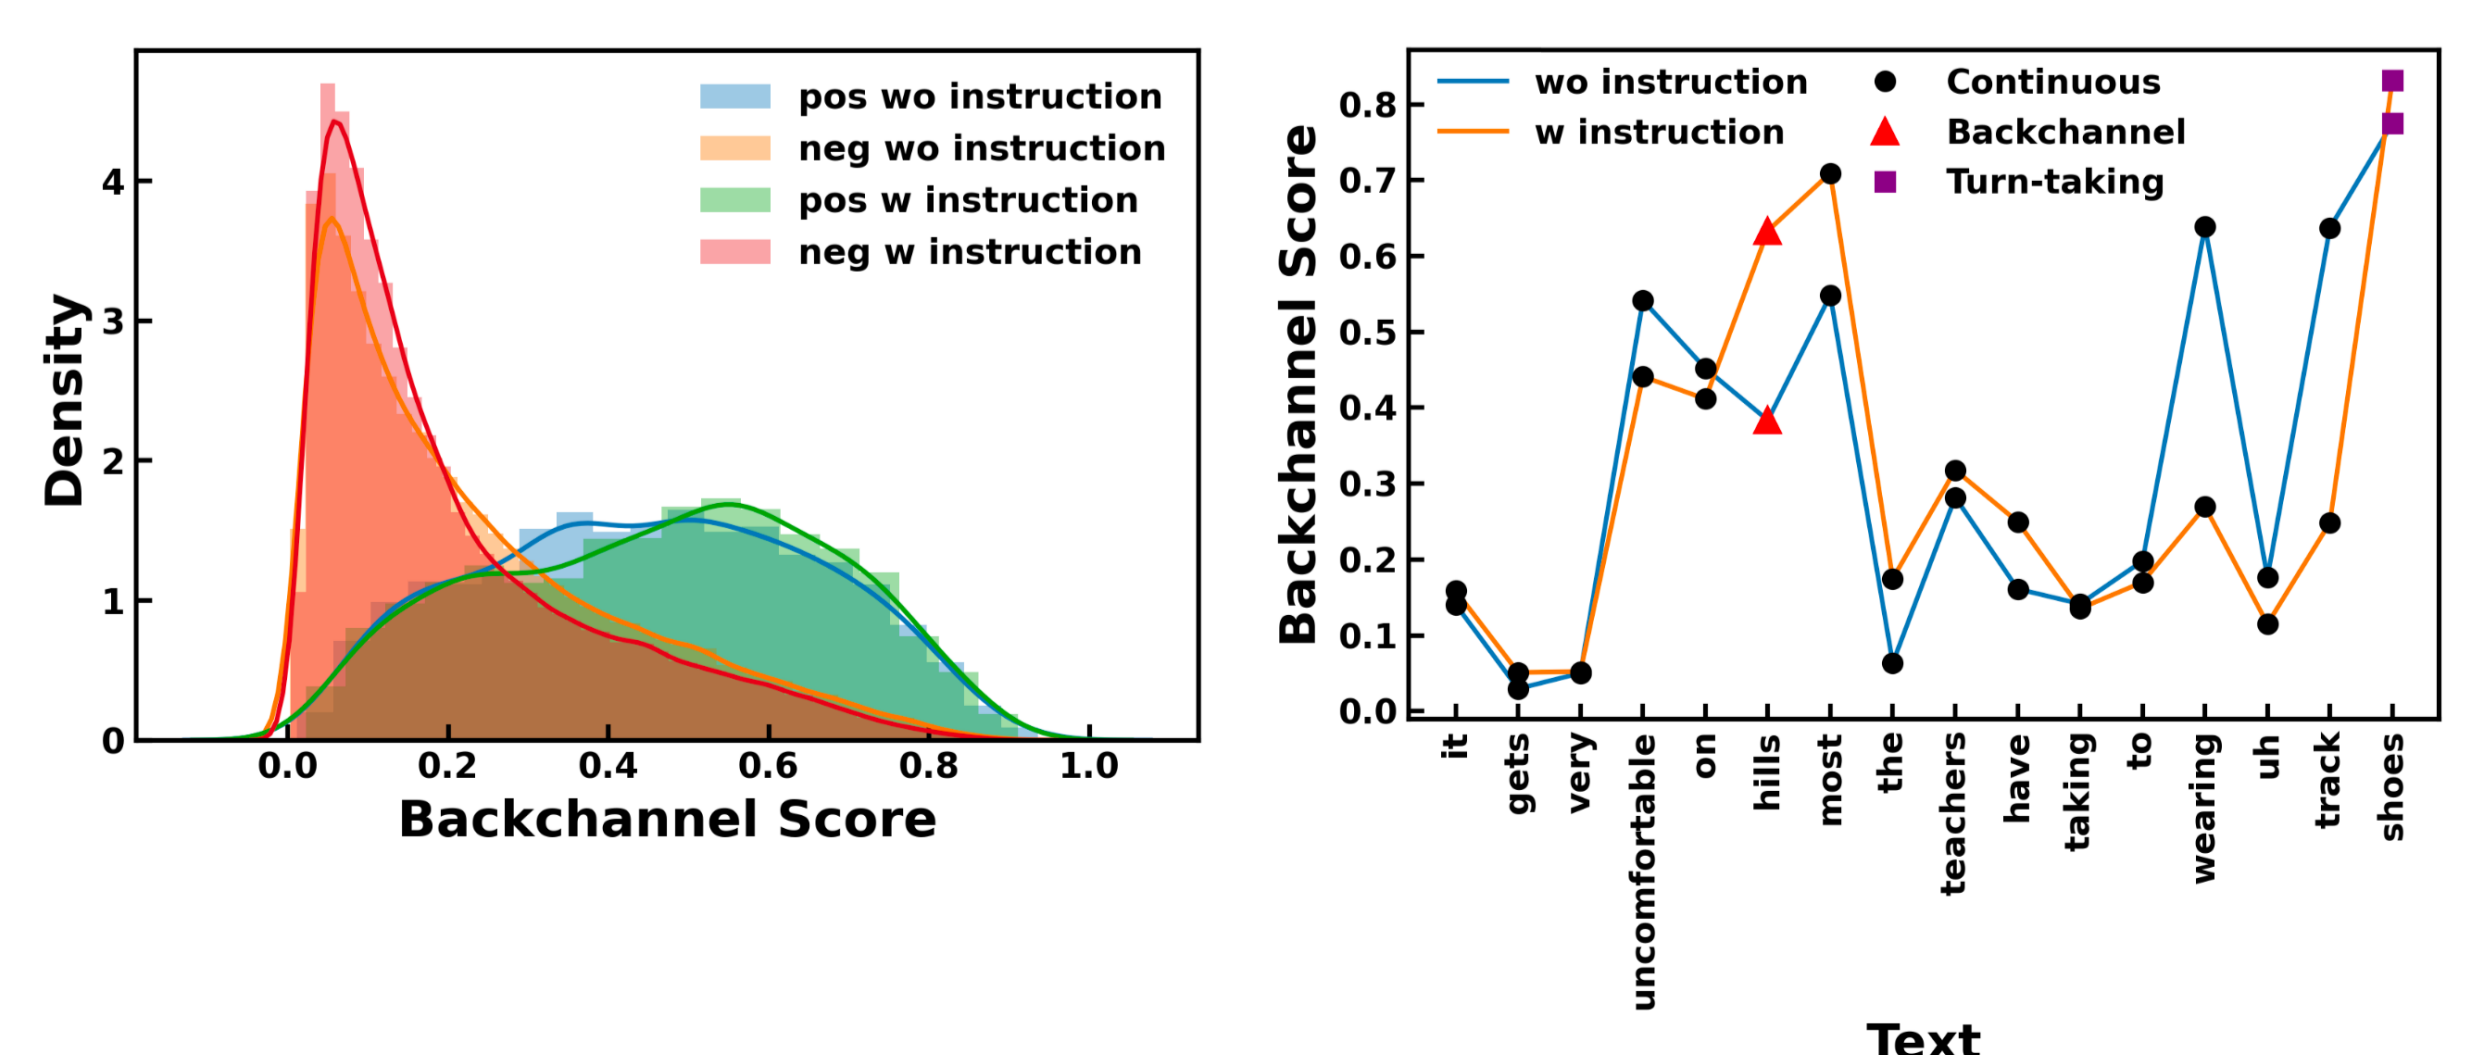 pos wo instruction
neg wo instruction
pos w instruction
neg w instruction
Density
4
3
2
1
0
0.0 0.2 0.4 0.6 0.8 1.0
Backchannel Score
wo instruction
w instruction
Continuous
Backchannel
Turn-taking
Backchannel Score
0.8
0.7
0.6
0.5
0.4
0.3
0.2
0.1
0.0
it
gets
very
uncomfortable
on
hills
most
the
teachers
have
taking
to
wearing
uh
track
shoes
Text